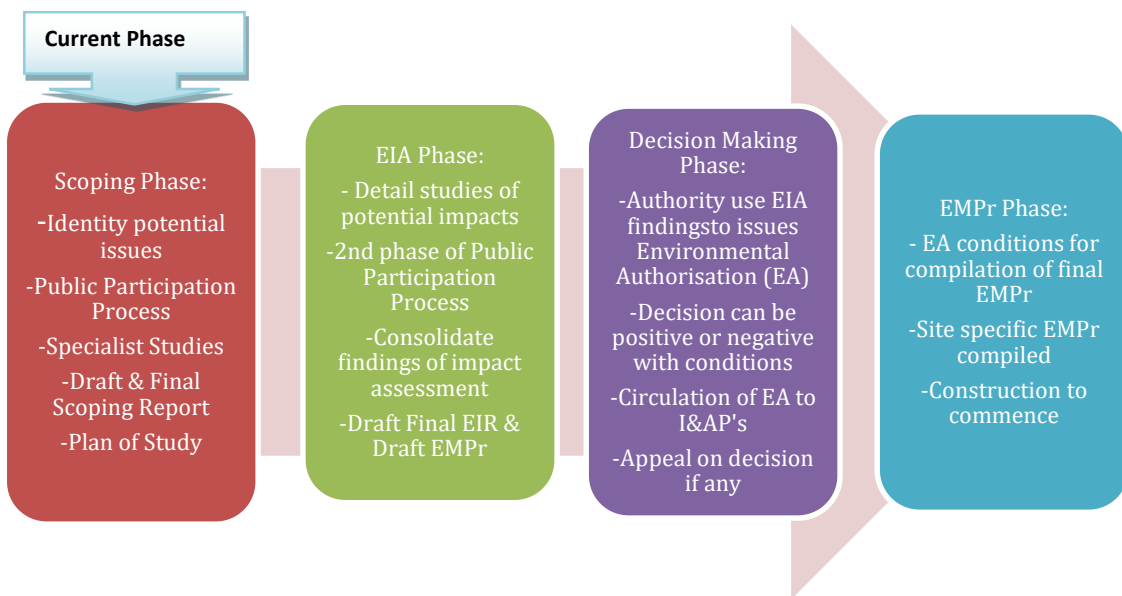 Current Phase
Scoping Phase:
-Identity potential
issues
-Public Participation
Process
-Specialist Studies
-Draft & Final
Scoping Report
-Plan of Study
EIA Phase:
- Detail studies of
potential impacts
-2nd phase of Public
Participation
Process
-Consolidate
findings of impact
assessment
-Draft Final EIR &
Draft EMPr
Decision Making
Phase:
-Authority use EIA
findingsto issues
Environmental
Authorisation (EA)
-Decision can be
positive or negative
with conditions
-Circulation of EA to
I&AP's
-Appeal on decision
if any
EMPr Phase:
- EA conditions for
compilation of final
EMPr
-Site specific EMPr
compiled
-Construction to
commence